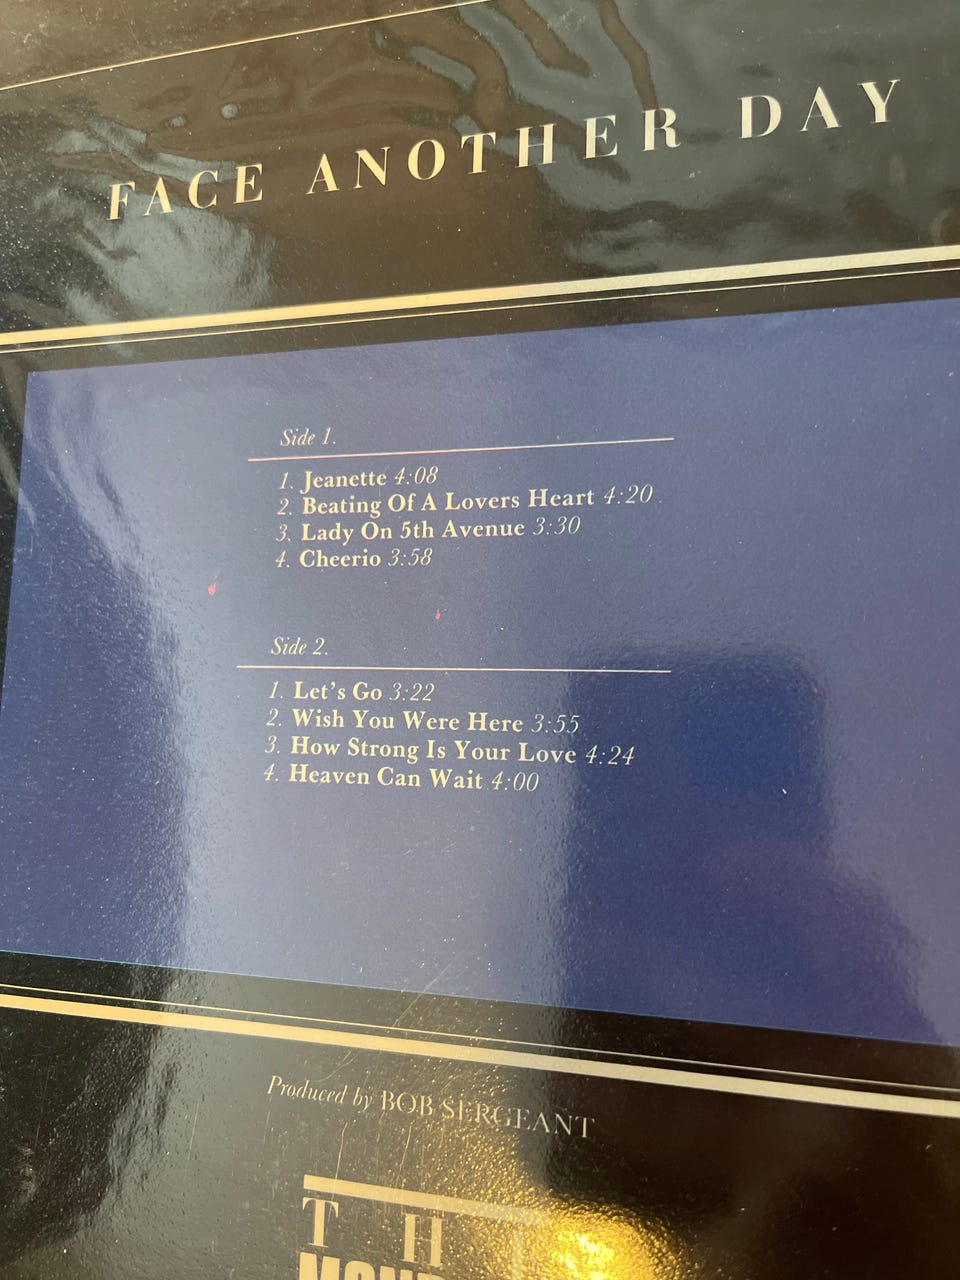 FACE ANOTHER DAY
Side 1.
1. Jeanette 4:08
2. Beating Of A Lovers Heart 4:20
3. Lady On 5th Avenue 3:30
4. Cheerio 3:58
Side 2.
1. Let's Go 3:22
2. Wish You Were Here 3:55
3. How Strong Is Your Love 4:24
4. Heaven Can Wait 4:00
Produced by BOB SERGEANT
T H